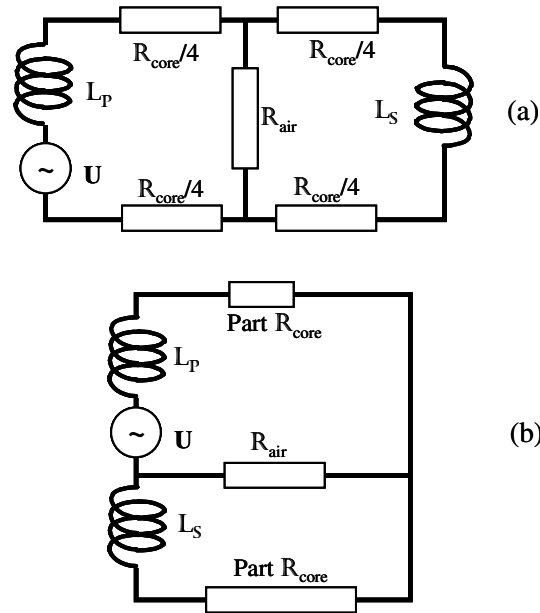 R_core/4 R_core/4
L_P R_air L_S (a)
~ U
R_core/4 R_core/4
Part R_core
L_P
~ U R_air (b)
L_S
Part R_core